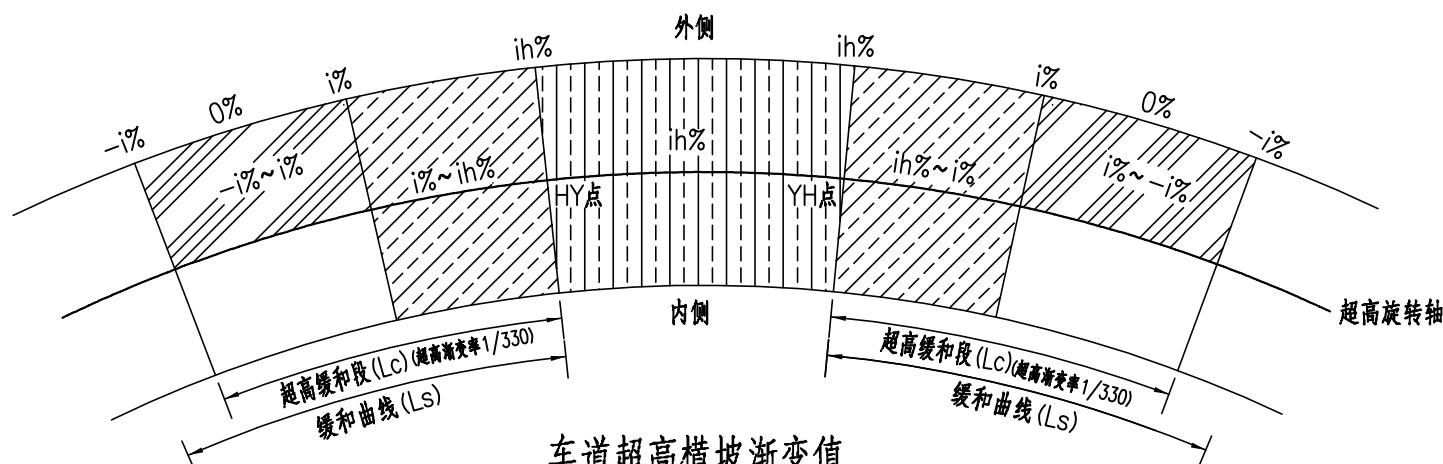 外侧
ih%
ih%
i%
i%
0%
0%
-i%
-i%
-i%~i%
i%~ih%
ih%
ih%~i%
i%~-i%
HY点
YH点
内侧
超高旋转轴
超高缓和段(Lc)(超高渐变率1/330)
超高缓和段(Lc)(超高渐变率1/330)
缓和曲线(Ls)
缓和曲线(Ls)
车道超高横坡渐变值